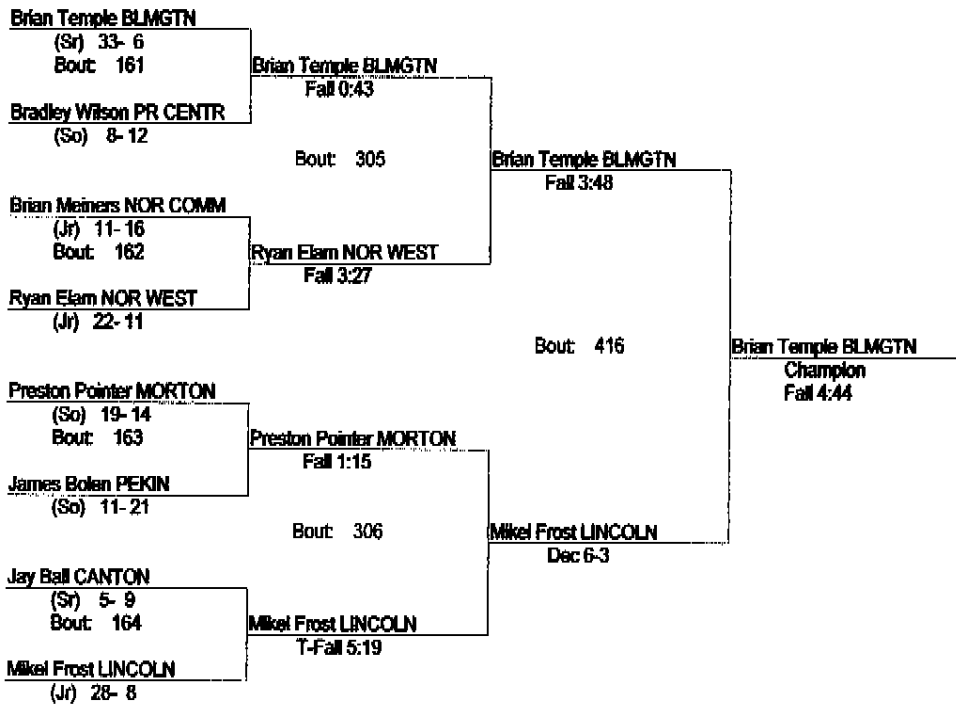 Brian Temple BLMGTN
(Sr) 33- 6
Bout: 161
Bradley Wilson PR CENTR
(So) 8- 12
Brian Meiners NOR COMM
(Jr) 11- 16
Bout: 162
Ryan Elam NOR WEST
(Jr) 22- 11
Preston Pointer MORTON
(So) 19- 14
Bout: 163
James Bolen PEKIN
(So) 11- 21
Jay Ball CANTON
(Sr) 5- 9
Bout: 164
Mikel Frost LINCOLN
(Jr) 28- 8
Brian Temple BLMGTN
Fall 0:43
Bout: 305
Ryan Elam NOR WEST
Fall 3:27
Preston Pointer MORTON
Fall 1:15
Bout: 306
Mikel Frost LINCOLN
T-Fall 5:19
Brian Temple BLMGTN
Fall 3:48
Bout: 416
Mikel Frost LINCOLN
Dec 6-3
Brian Temple BLMGTN
Champion
Fall 4:44